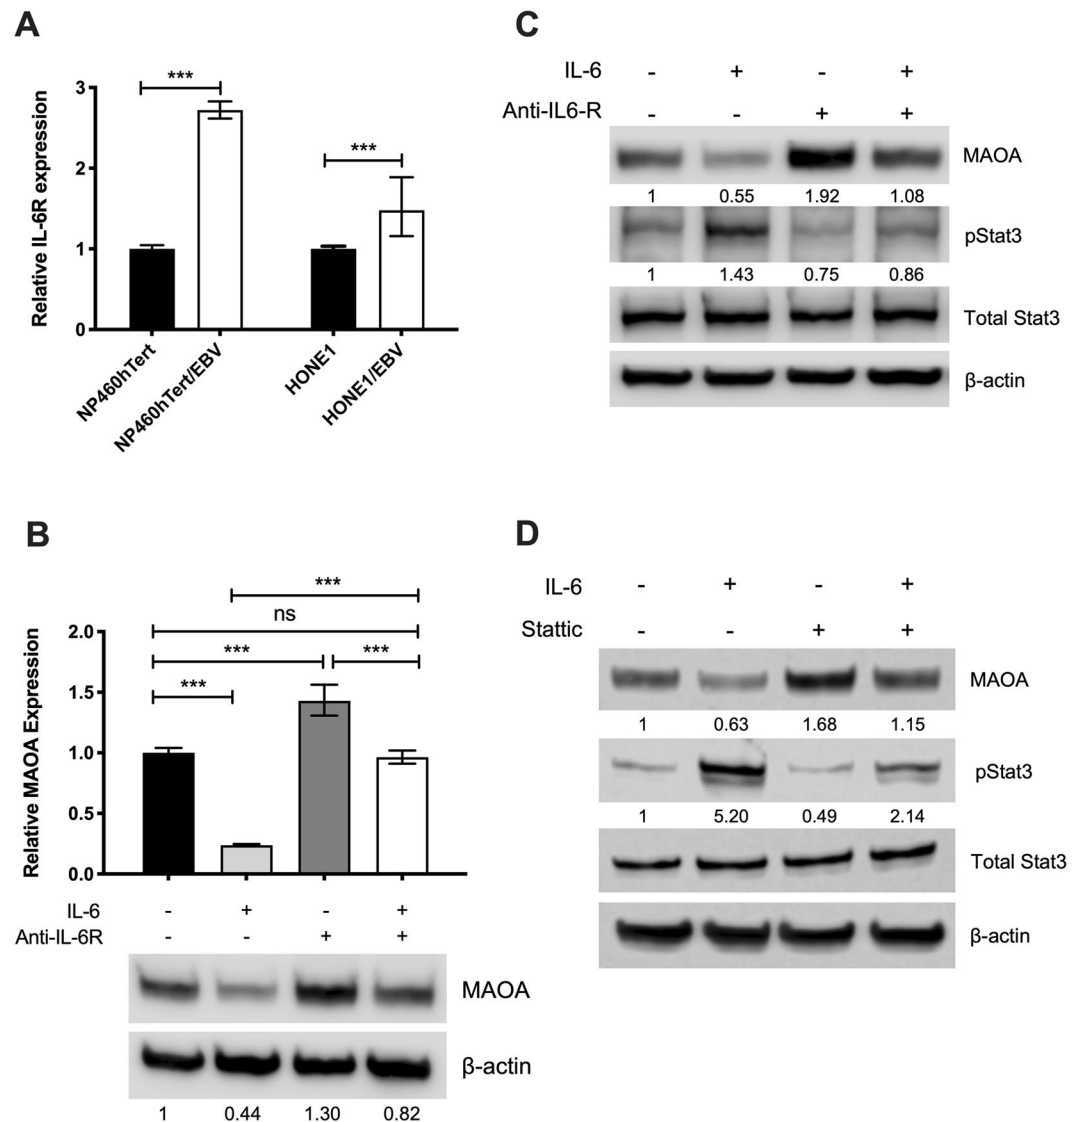 A
Relative IL-6R expression
3
2
1
0
***
***
NP460hTert
NP460hTert/EBV
HONE1
HONE1/EBV
C
IL-6 - + - +
Anti-IL6-R - - + +
MAOA
1 0.55 1.92 1.08
pStat3
1 1.43 0.75 0.86
Total Stat3
β-actin
B
Relative MAOA Expression
2.0
1.5
1.0
0.5
0.0
***
ns
*** ***
***
IL-6 - + - +
Anti-IL-6R - - + +
MAOA
β-actin
1 0.44 1.30 0.82
D
IL-6 - + - +
Stattic - - + +
MAOA
1 0.63 1.68 1.15
pStat3
1 5.20 0.49 2.14
Total Stat3
β-actin